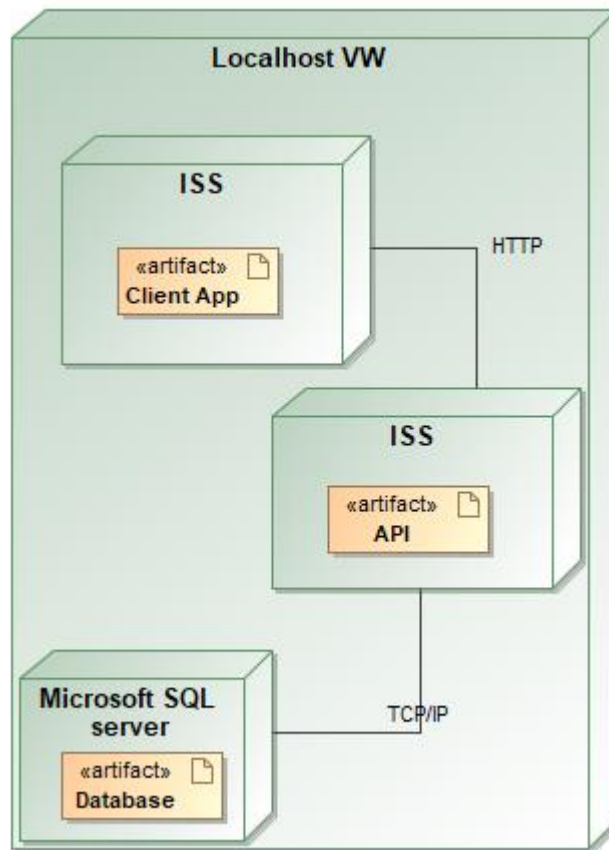 Localhost VW
ISS
«artifact»
Client App
HTTP
ISS
«artifact»
API
TCP/IP
Microsoft SQL
server
«artifact»
Database